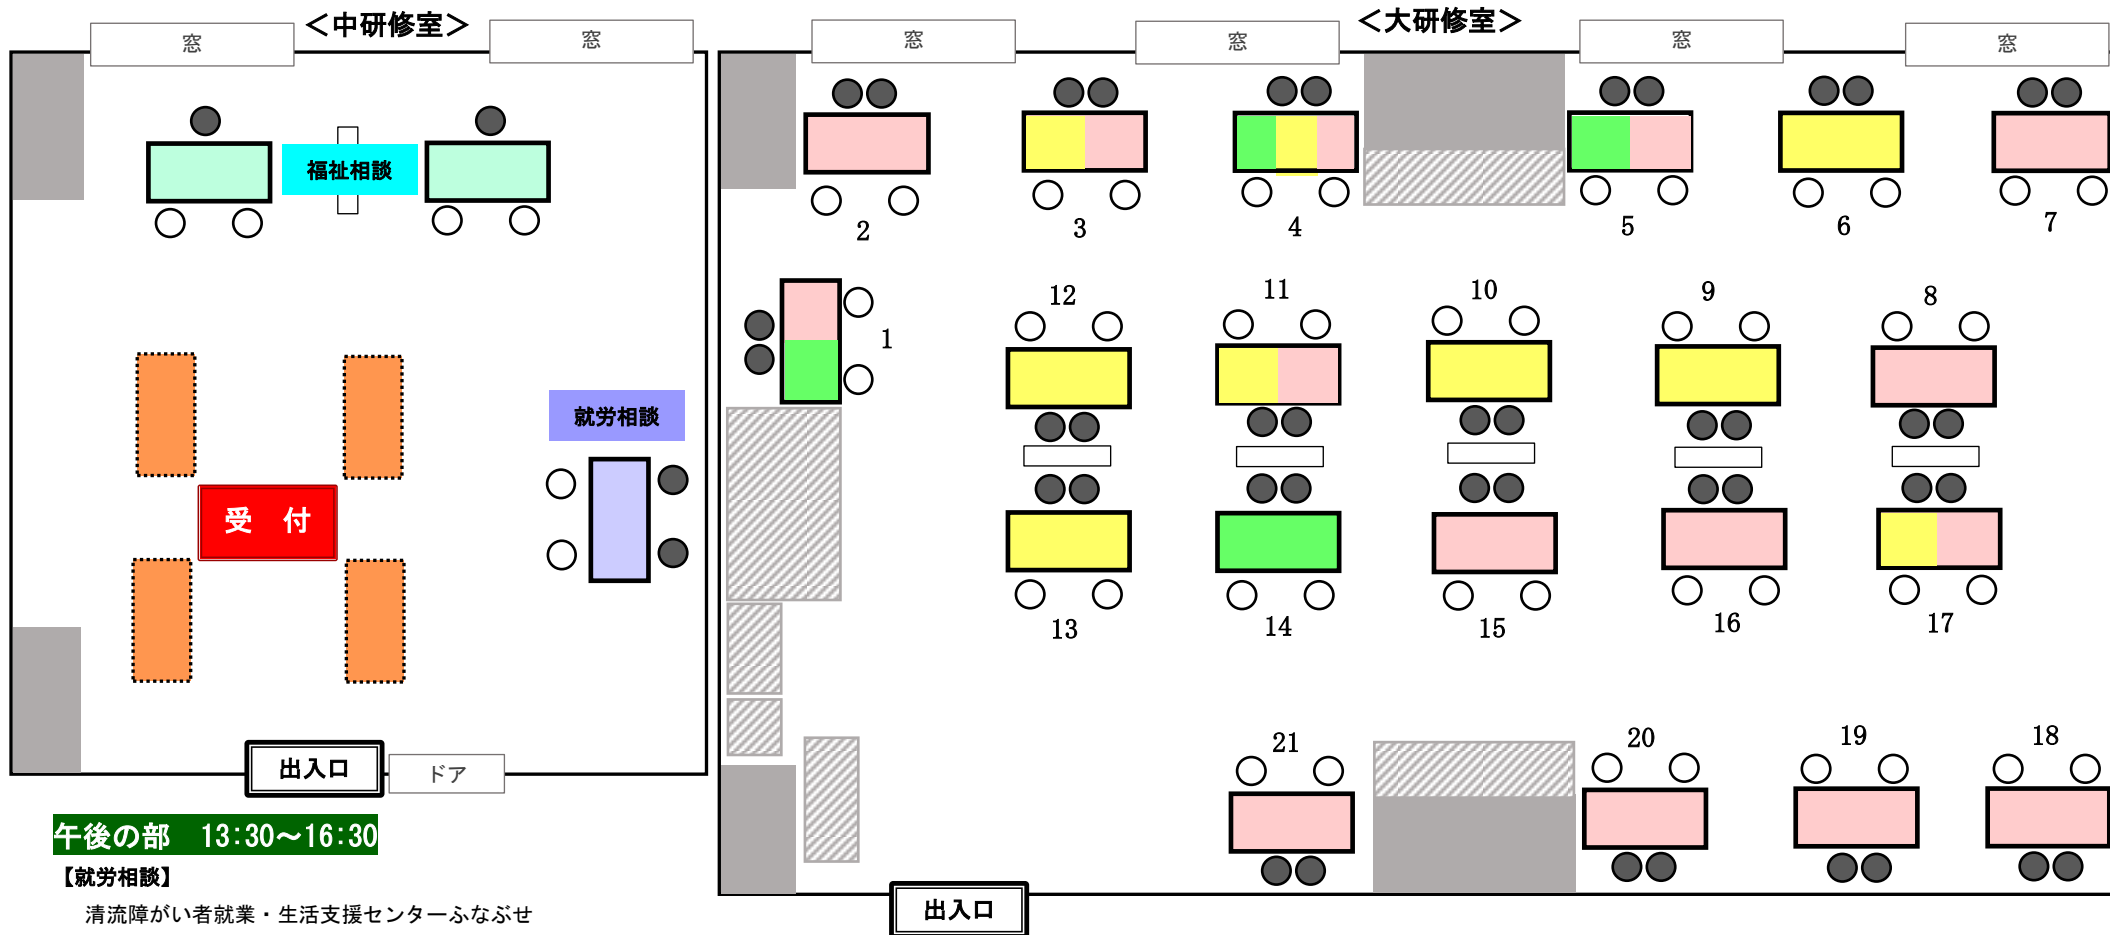 ＜中研修室＞
＜大研修室＞
窓
窓
窓
窓
窓
窓
福祉相談
2
3
4
5
6
7
12
11
10
9
8
1
就労相談
受　付
13
14
15
16
17
21
20
19
18
出入口
ドア
午後の部　13:30～16:30
【就労相談】
清流障がい者就業・生活支援センターふなぶせ
出入口